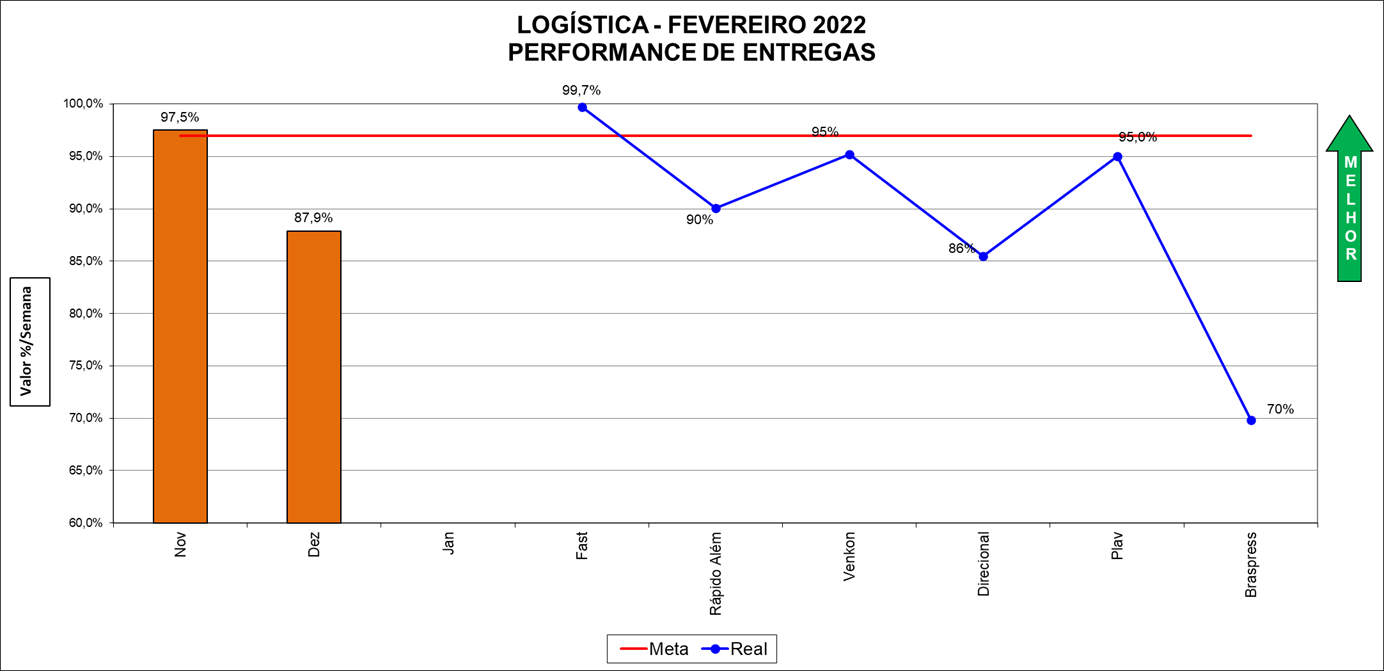 LOGÍSTICA - FEVEREIRO 2022
PERFORMANCE DE ENTREGAS
Valor %/Semana
100,0%
95,0%
90,0%
85,0%
80,0%
75,0%
70,0%
65,0%
60,0%
97,5%
87,9%
99,7%
90%
95%
86%
95,0%
70%
Nov
Dez
Jan
Fast
Rápido Além
Venkon
Direcional
Plav
Braspress
MELHOR
Meta
Real